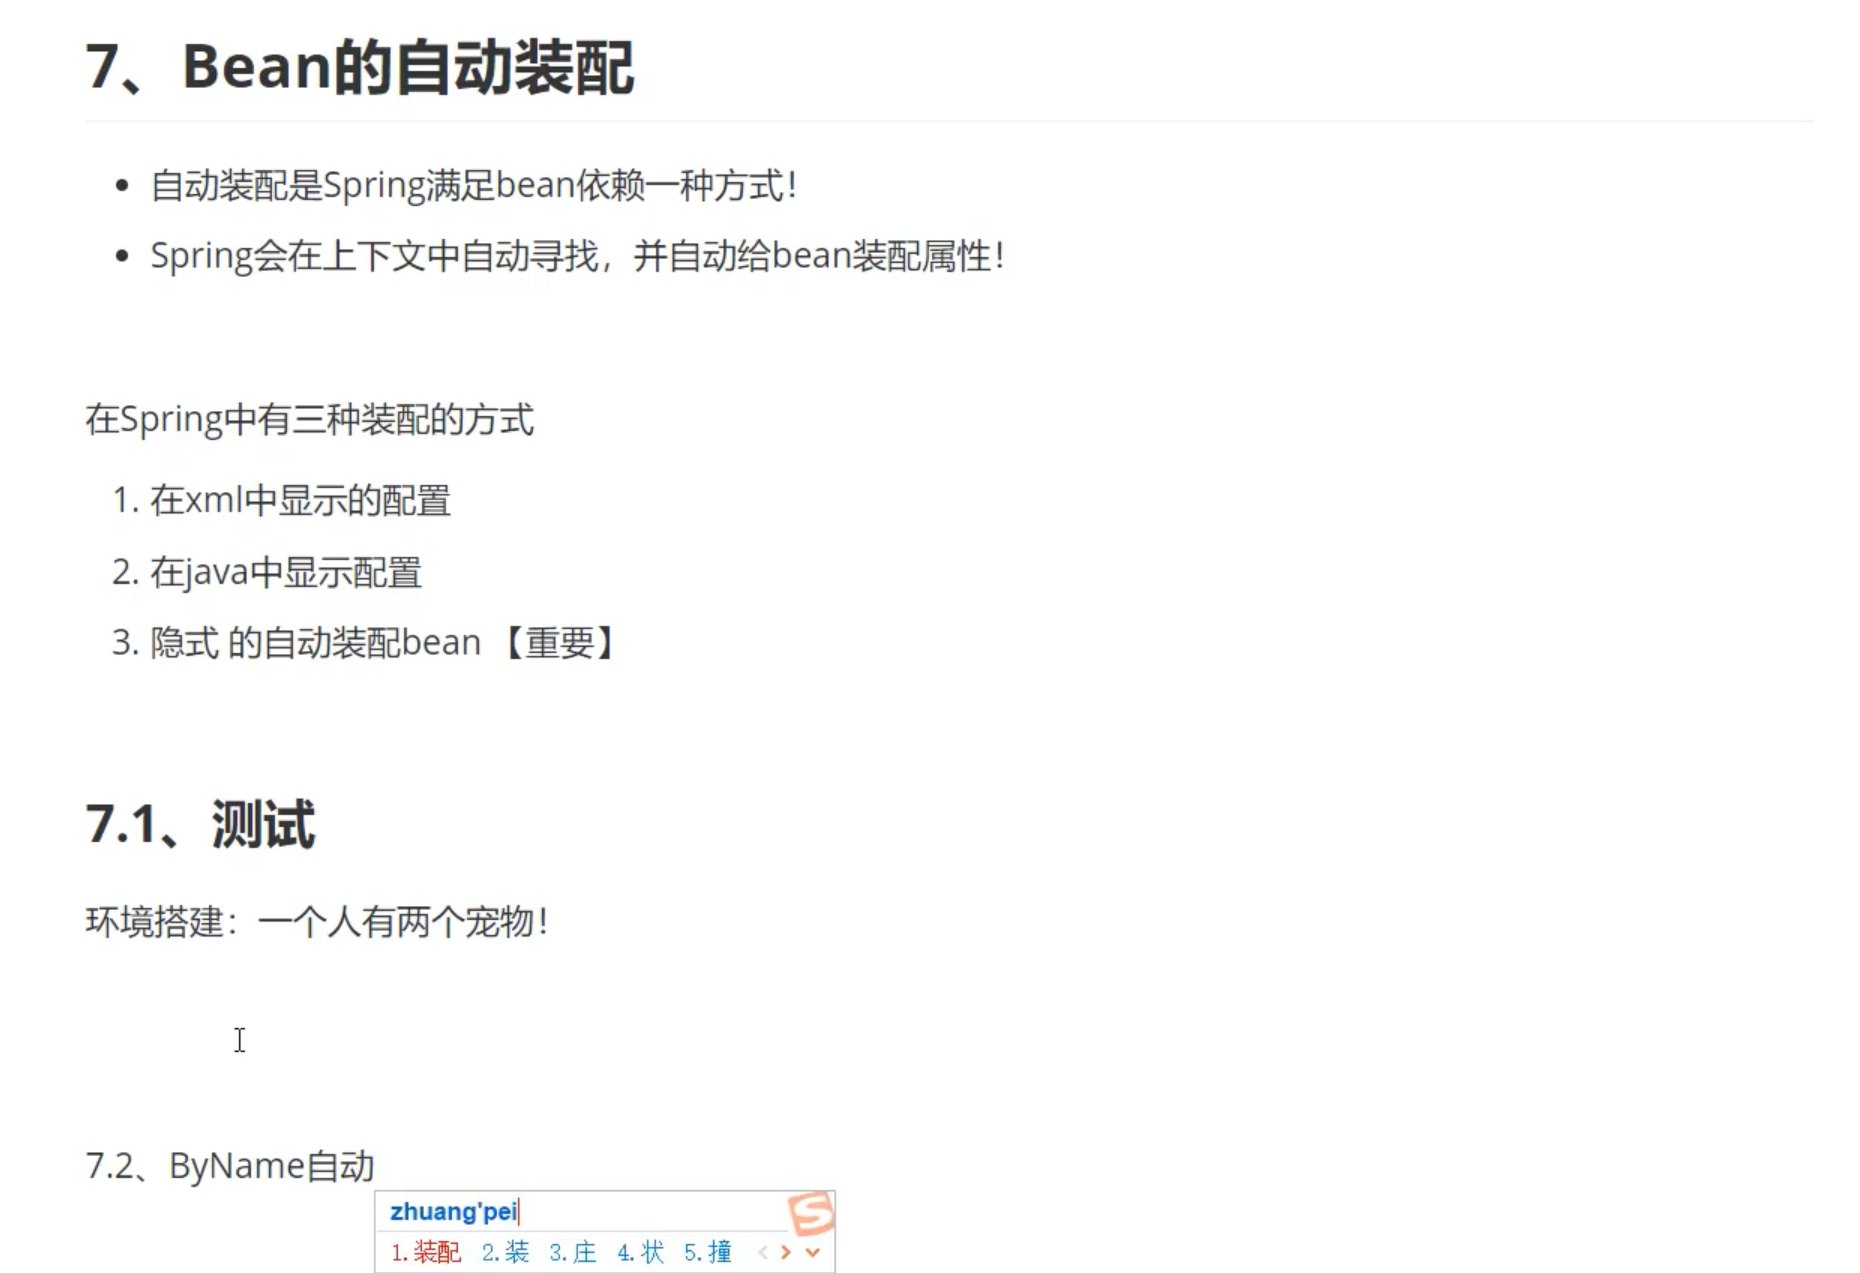 7、Bean的自动装配
自动装配是Spring满足bean依赖一种方式！
Spring会在上下文中自动寻找，并自动给bean装配属性！
在Spring中有三种装配的方式
1. 在xml中显示的配置
2. 在java中显示配置
3. 隐式 的自动装配bean 【重要】
7.1、测试
环境搭建：一个人有两个宠物！
7.2、ByName自动
zhuang'pei
1.装配 2.装 3.庄 4.状 5.撞